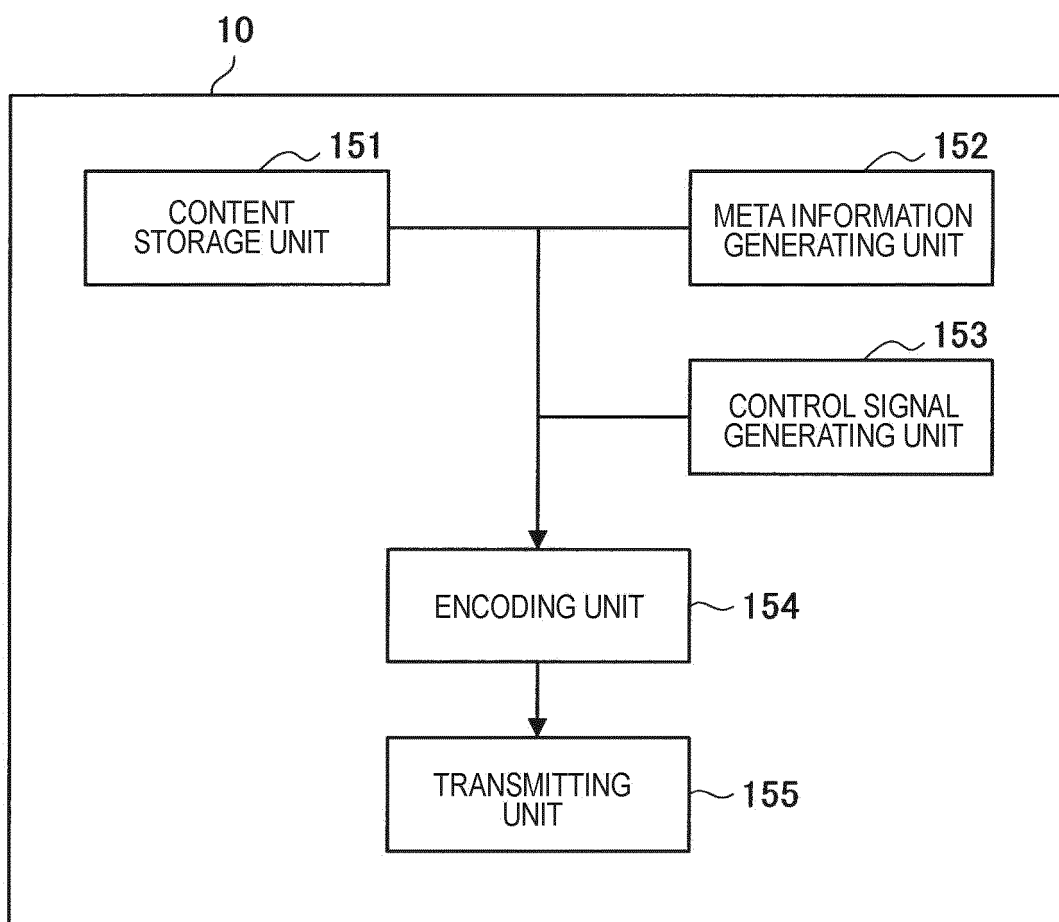 10
151
CONTENT
STORAGE UNIT
152
META INFORMATION
GENERATING UNIT
153
CONTROL SIGNAL
GENERATING UNIT
ENCODING UNIT
154
TRANSMITTING
UNIT
155